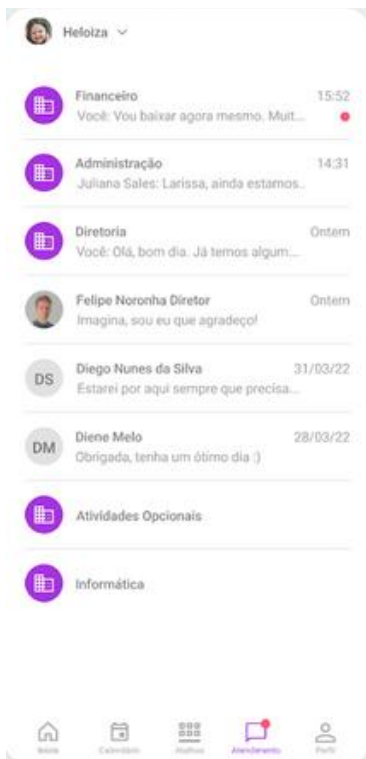 Heloiza
Financeiro 15:52
Você: Vou baixar agora mesmo. Muit...
Administração 14:31
Juliana Sales: Larissa, ainda estamos..
Diretoria Ontem
Você: Olá, bom dia. Já temos algum...
Felipe Noronha Diretor Ontem
Imagina, sou eu que agradeço!
DS
Diego Nunes da Silva 31/03/22
Estarei por aqui sempre que precisa...
DM
Diene Melo 28/03/22
Obrigada, tenha um ótimo dia :)
Atividades Opcionais
Informática
Início Calendário Atendimento Perfil